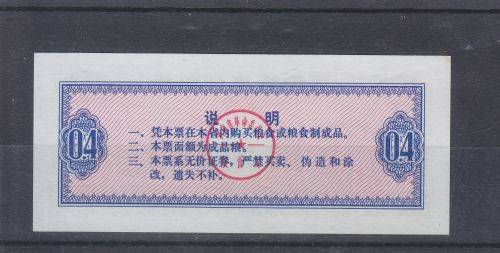 说 明
一、凭本票在本省内购买粮食或粮食制成品。
04 二、本票面额为成品粮。 04
三、本票系无价证券，严禁买卖、伪造和涂
改，遗失不补。